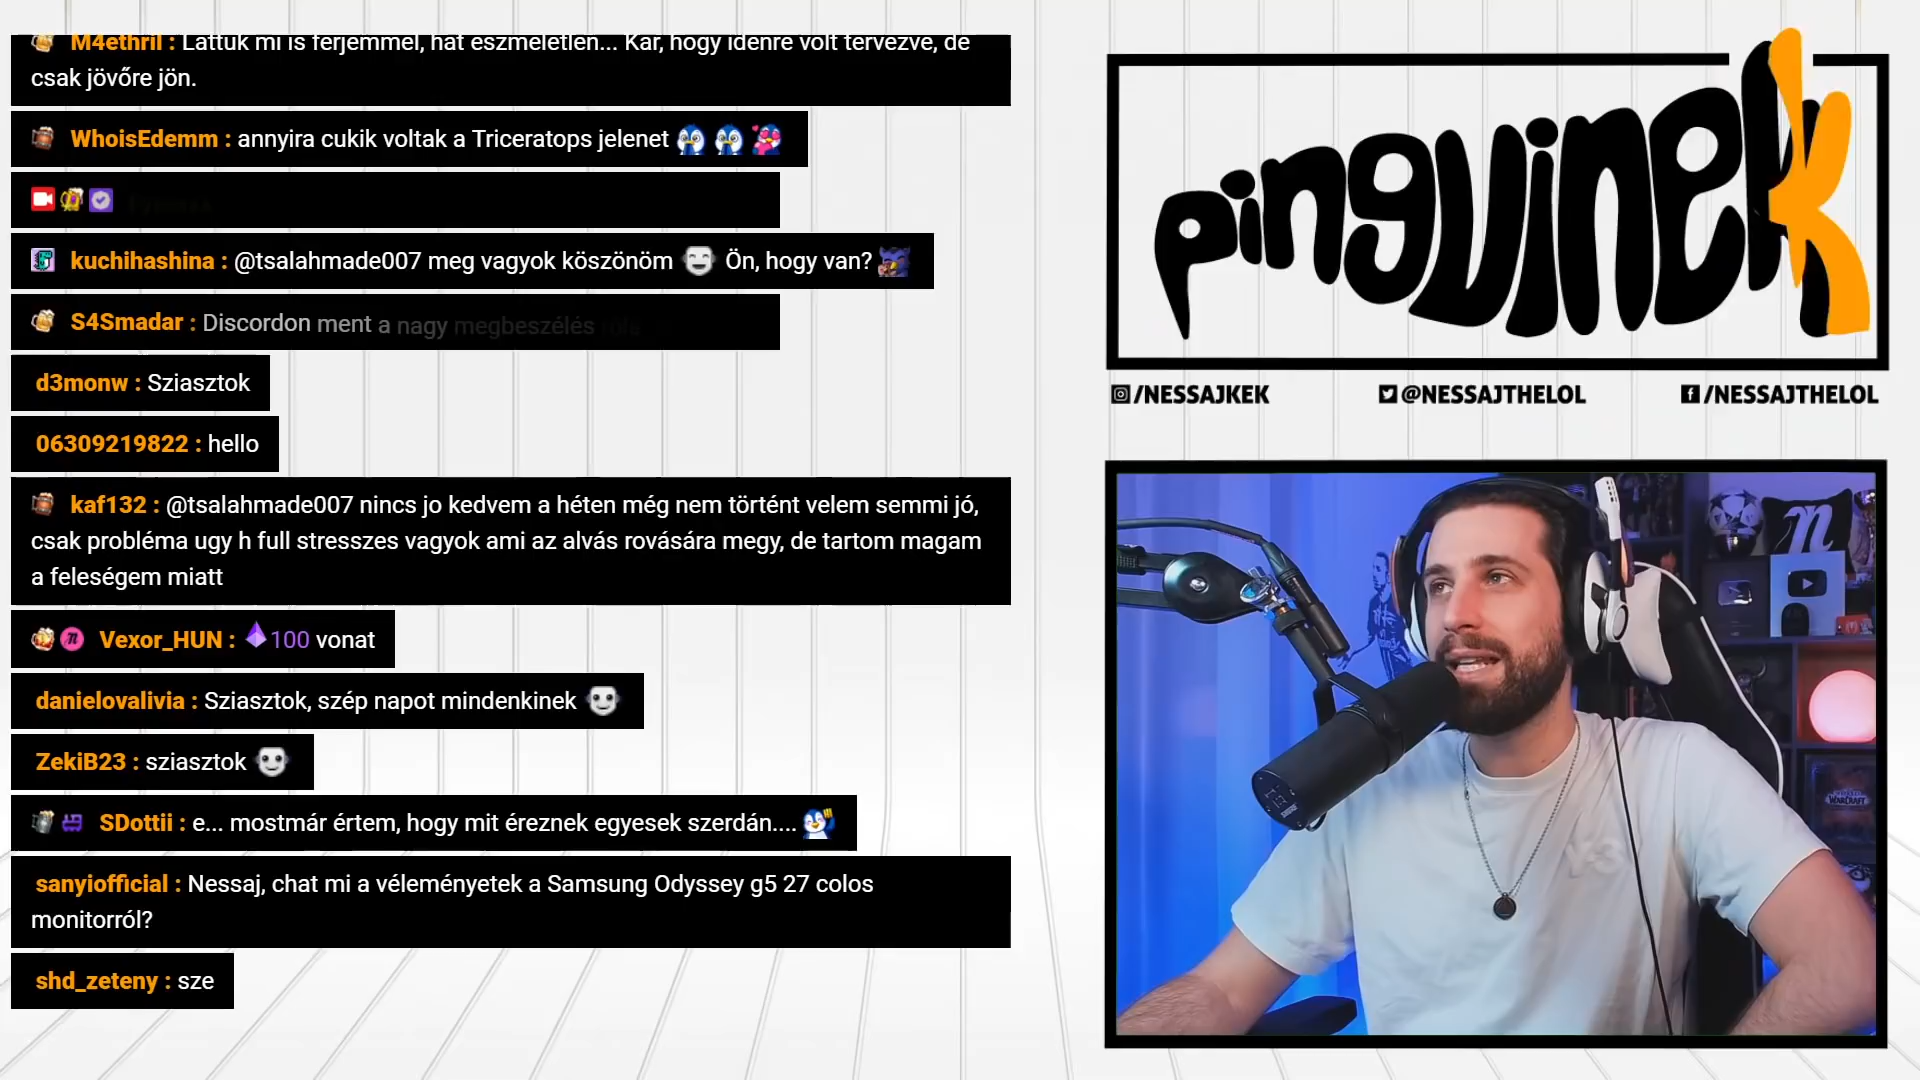 M4ethril : Láttuk mi is férjemmel, hát eszméletlen... Kár, hogy idénre volt tervezve, de
csak jövőre jön.
WhoisEdemm : annyira cukik voltak a Triceratops jelenet
kuchihashina : @tsalahmade007 meg vagyok köszönöm Ön, hogy van?
S4Smadar : Discordon ment a nagy megbeszélés róla
d3monw : Sziasztok
06309219822 : hello
kaf132 : @tsalahmade007 nincs jo kedvem a héten még nem történt velem semmi jó,
csak probléma ugy h full stresszes vagyok ami az alvás rovására megy, de tartom magam
a feleségem miatt
Vexor_HUN : 100 vonat
danielovalivia : Sziasztok, szép napot mindenkinek
ZekiB23 : sziasztok
SDottii : e... mostmár értem, hogy mit éreznek egyesek szerdán....
sanyiofficial : Nessaj, chat mi a véleményetek a Samsung Odyssey g5 27 colos
monitorról?
shd_zeteny : sze
pingvinek
/NESSAJKEK
@NESSAJTHELOL
/NESSAJTHELOL
n
WARCRAFT
Y-3